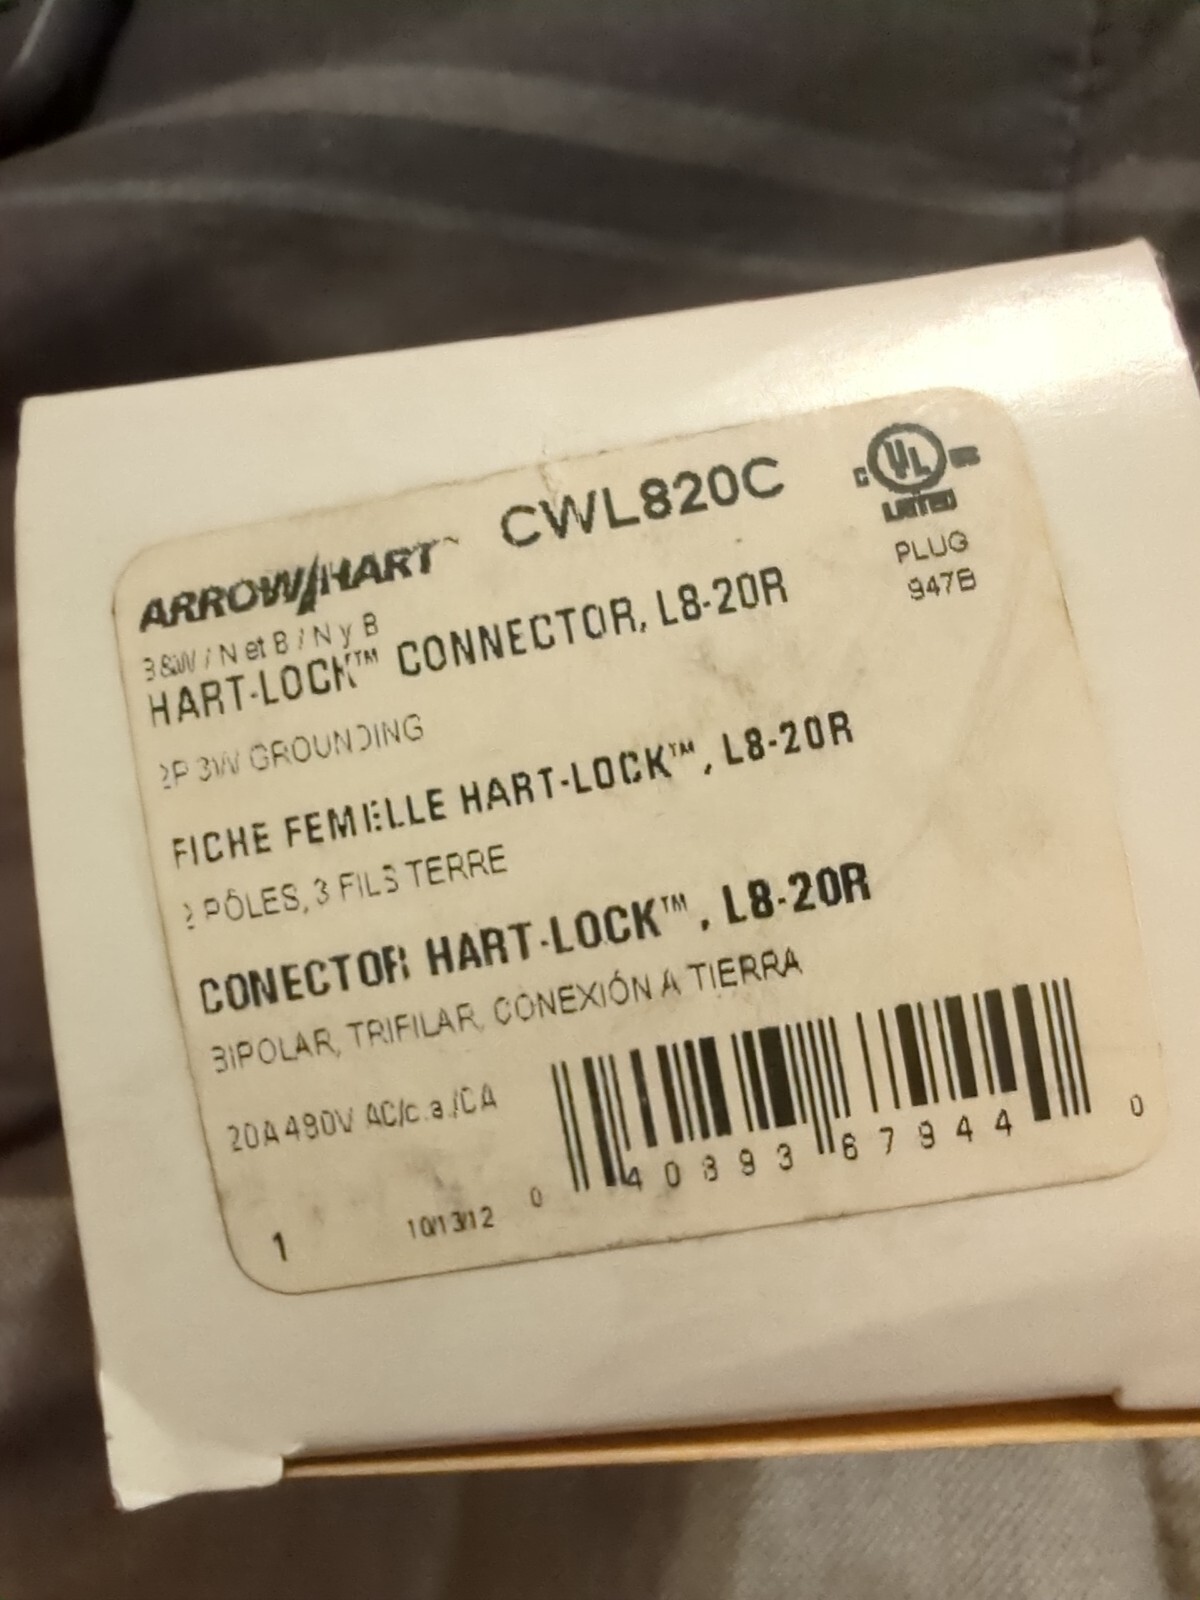 ARROW/HART™ CWL820C
B&W / N et B / N y B
HART-LOCK™ CONNECTOR, L8-20R
2P 3W GROUNDING
FICHE FEMELLE HART-LOCK™, L8-20R
2 PÔLES, 3 FILS TERRE
CONECTOR HART-LOCK™, L8-20R
BIPOLAR, TRIFILAR, CONEXIÓN A TIERRA
20A 480V AC/c.a./CA
1 10/13/12
0 40893 67944 0
C UL US
LISTED
PLUG
947B